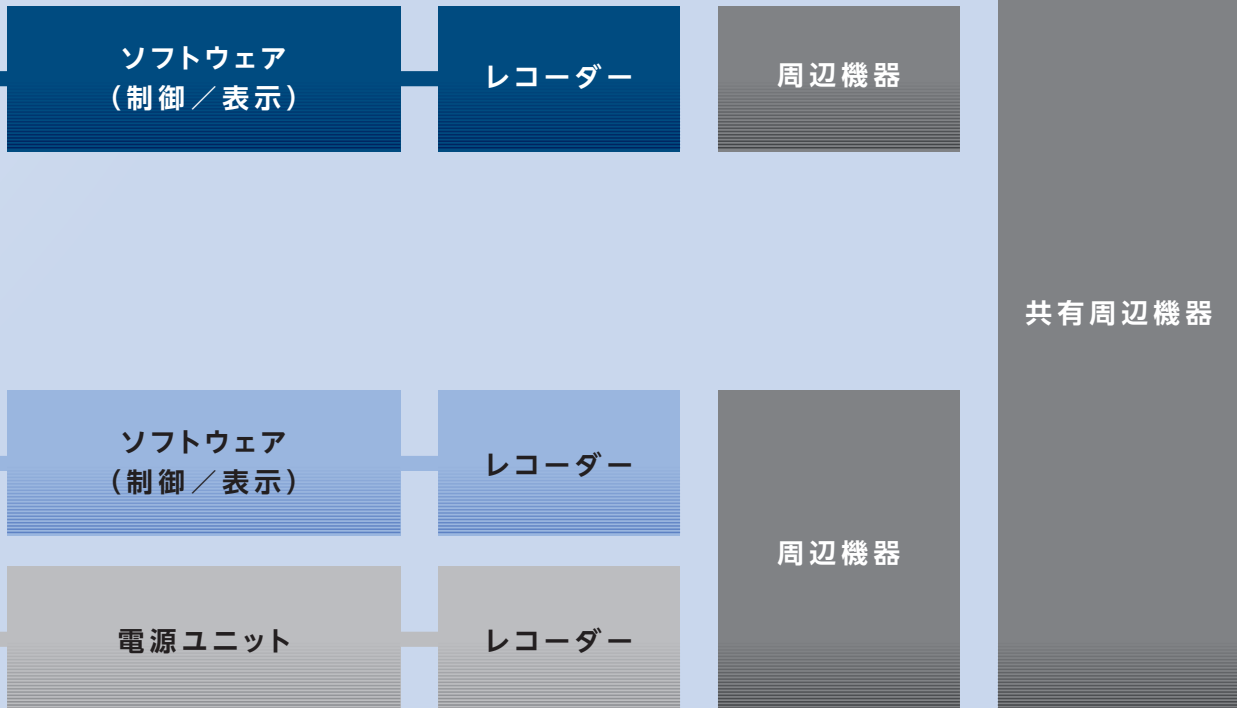 ソフトウェア
（制御／表示）
レコーダー
周辺機器
共有周辺機器
ソフトウェア
（制御／表示）
レコーダー
周辺機器
電源ユニット
レコーダー